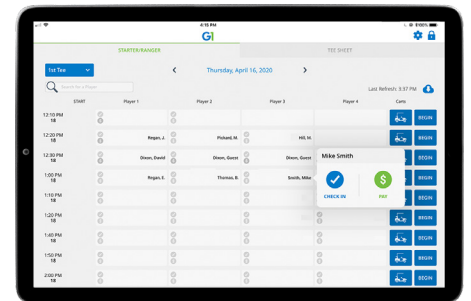 4:15 PM
100%
G1
STARTER/RANGER
TEE SHEET
1st Tee
Thursday, April 16, 2020
Search for a Player
Last Refresh: 3:37 PM
START Player 1 Player 2 Player 3 Player 4 Carts
12:10 PM
18
BEGIN
12:20 PM
18
Regan, J. Pickard, M. Hill, M.
BEGIN
12:30 PM
18
Dixon, David Dixon, Guest Dixon, Guest
BEGIN
Mike Smith
CHECK IN PAY
1:00 PM
18
Regan, E. Thomas, B. Smith, Mike
BEGIN
1:10 PM
18
BEGIN
1:20 PM
18
BEGIN
1:40 PM
18
BEGIN
1:50 PM
18
BEGIN
2:00 PM
18
BEGIN